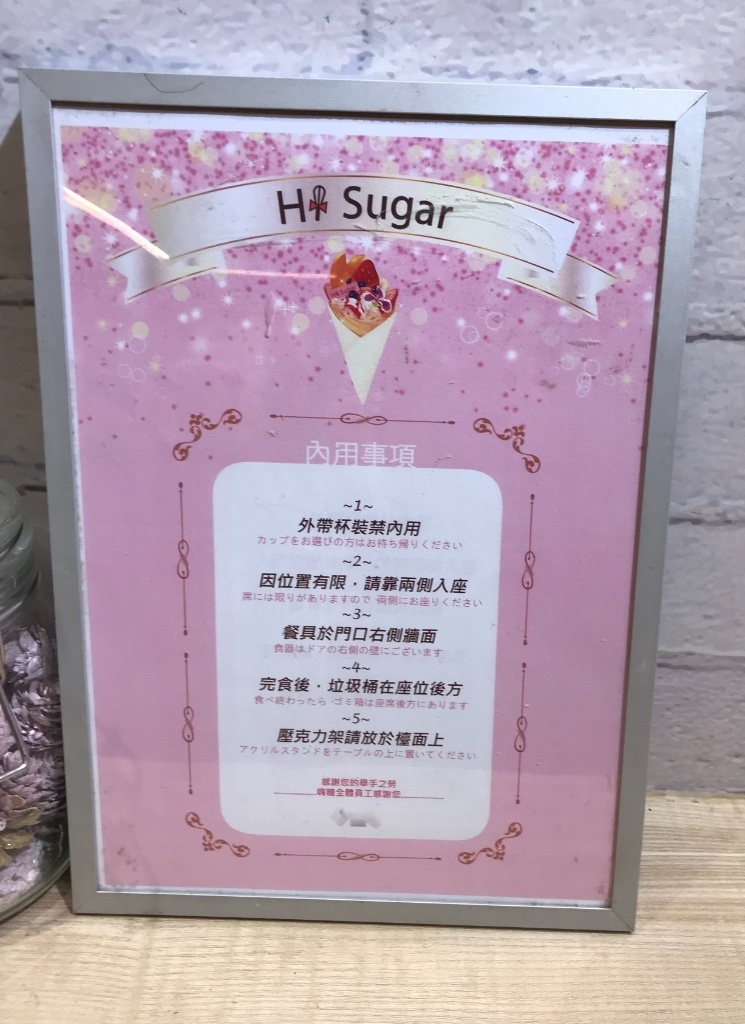 Hi Sugar
內用事項
~1~
外帶杯裝禁內用
カップをお選びの方はお持ち帰りください
~2~
因位置有限·請靠兩側入座
席には限りがありますので 両側にお座りください
~3~
餐具於門口右側牆面
食器はドアの右側の壁にございます
~4~
完食後·垃圾桶在座位後方
食べ終わったら ゴミ箱は座席後方にあります
~5~
壓克力架請放於檯面上
アクリルスタンドをテーブルの上に置いてください
感謝您的舉手之勞
嗨糖全體員工感謝您